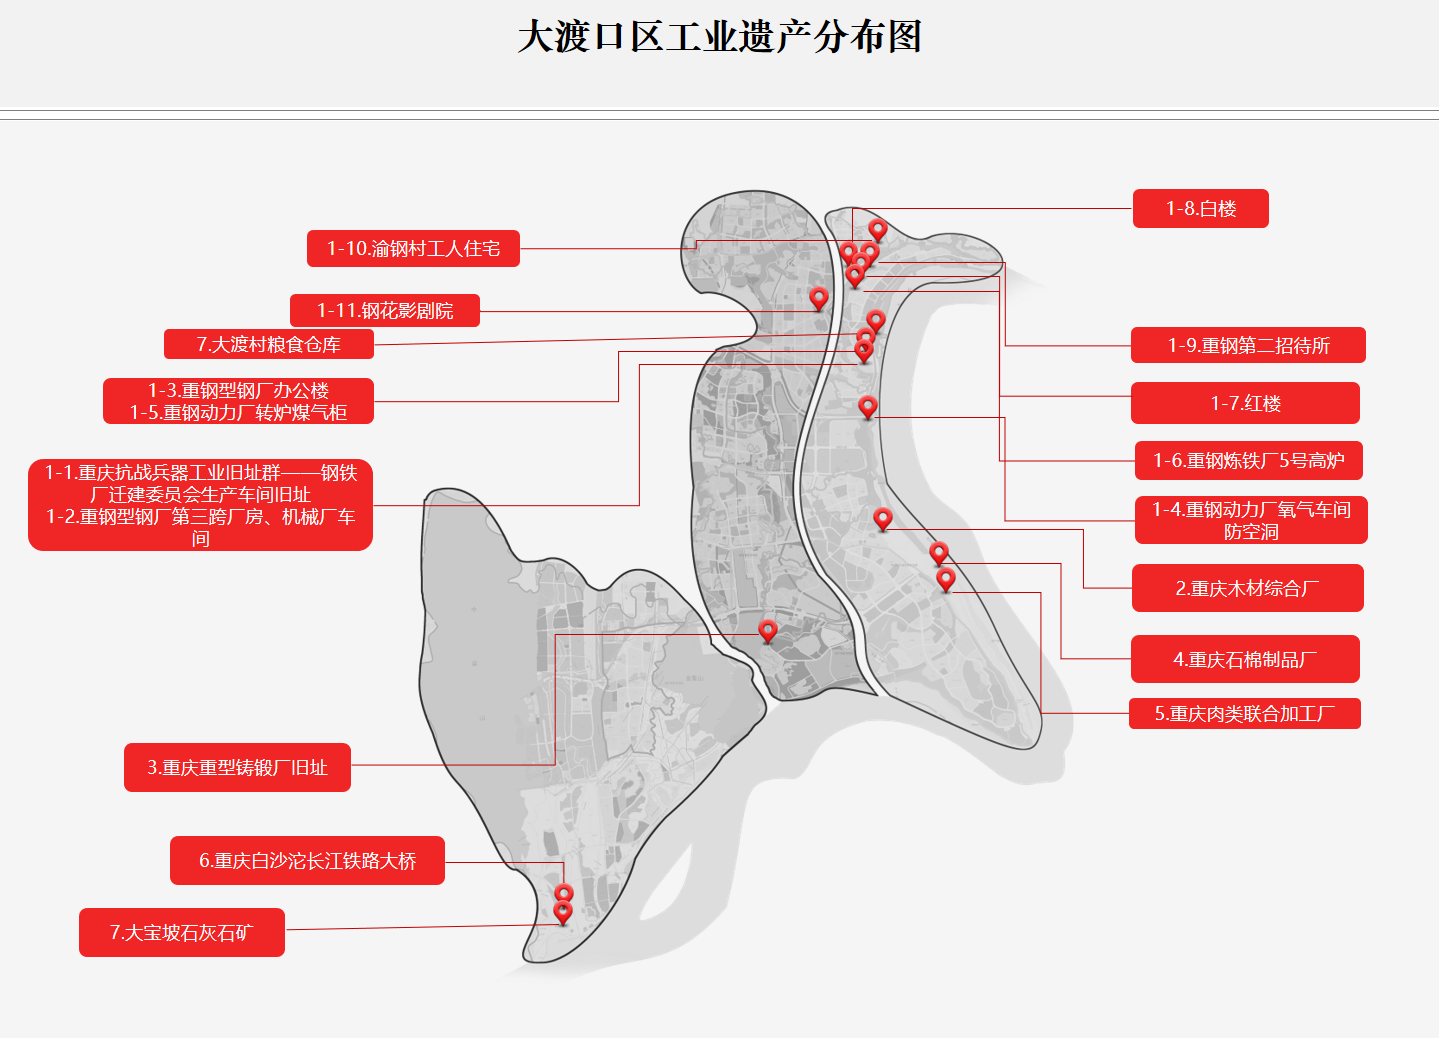 大渡口区工业遗产分布图
1-8.白楼
1-10.渝钢村工人住宅
1-11.钢花影剧院
7.大渡村粮食仓库
1-9.重钢第二招待所
1-3.重钢型钢厂办公楼
1-5.重钢动力厂转炉煤气柜
1-7.红楼
1-6.重钢炼铁厂5号高炉
1-1.重庆抗战兵器工业旧址群——钢铁
厂迁建委员会生产车间旧址
1-2.重钢型钢厂第三跨厂房、机械厂车
间
1-4.重钢动力厂氧气车间
防空洞
2.重庆木材综合厂
4.重庆石棉制品厂
5.重庆肉类联合加工厂
3.重庆重型铸锻厂旧址
6.重庆白沙沱长江铁路大桥
7.大宝坡石灰石矿